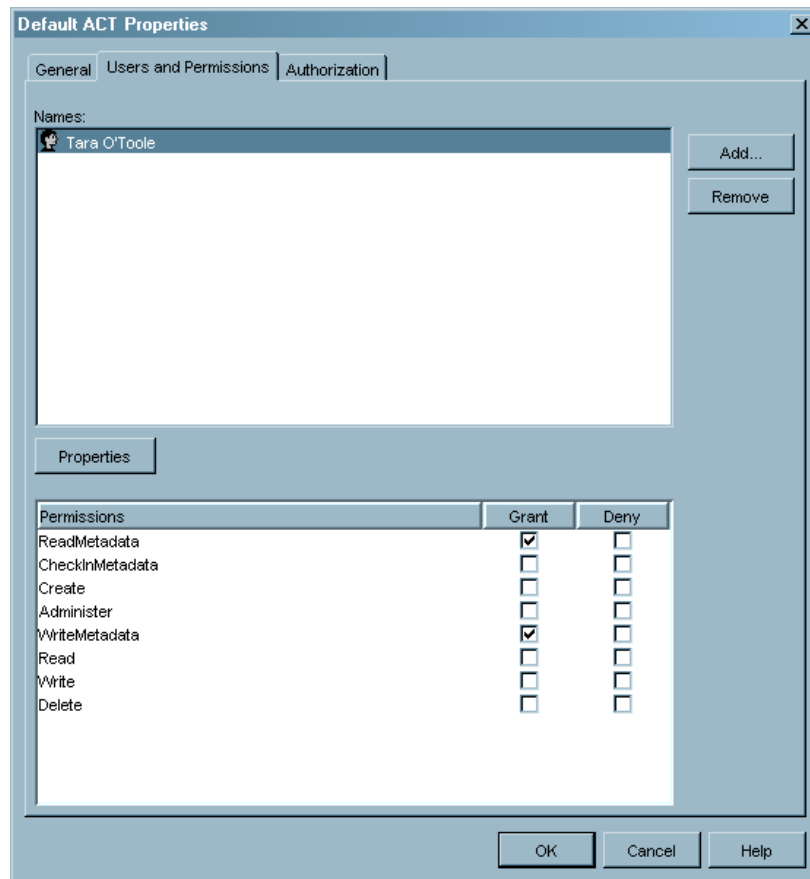 Default ACT Properties
General Users and Permissions Authorization
Names:
Tara O'Toole
Add...
Remove
Properties
Permissions Grant Deny
ReadMetadata
CheckInMetadata
Create
Administer
WriteMetadata
Read
Write
Delete
OK Cancel Help